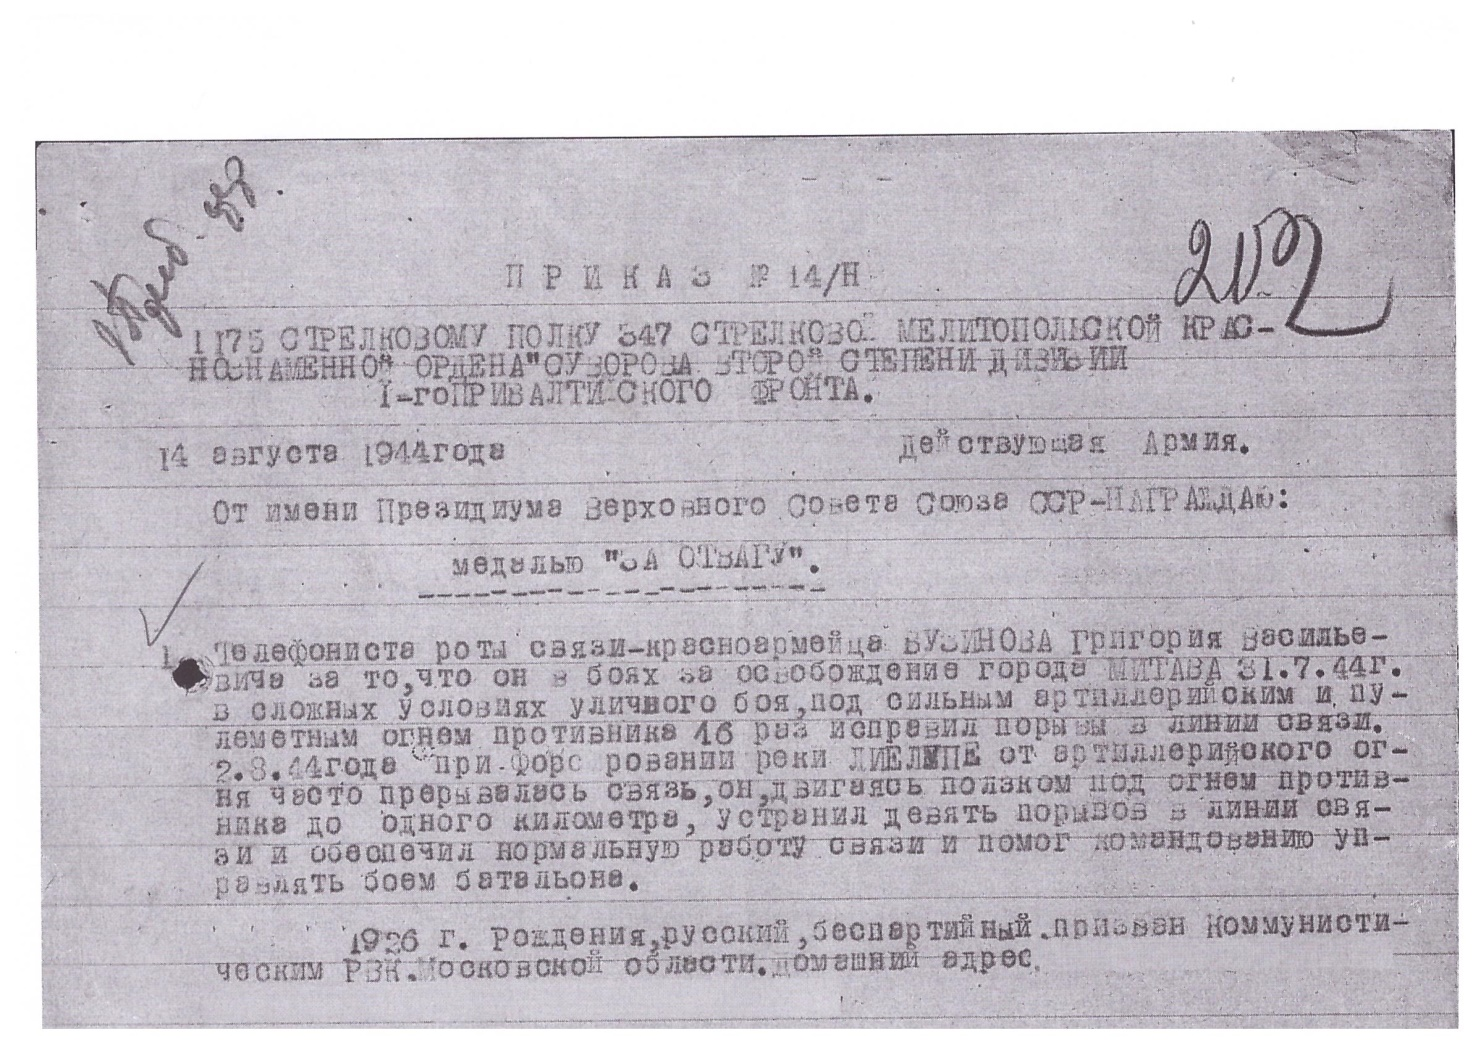 П Р И К А З № 14/Н
1175 СТРЕЛКОВОМУ ПОЛКУ 347 СТРЕЛКОВОЙ МЕЛИТОПОЛЬСКОЙ КРАС-
НОЗНАМЕННОЙ ОРДЕНА"СУВОРОВА ВТОРОЙ СТЕПЕНИ ДИВИЗИИ
I-гоПРИБАЛТИЙСКОГО ФРОНТА.
14 августа 1944года Действующая Армия.
От имени Президиума Верховного Совета Союза ССР-НАГРАЖДАЮ:
медалью "ЗА ОТВАГУ".
1. Телефониста роты связи-красноармейца БУЗИНОВА Григория Василье-
вича за то,что он в боях за освобождение города МИТАВА 31.7.44г.
в сложных условиях уличного боя,под сильным артиллерийским и пу-
леметным огнем противника 16 раз исправил порывы в линии связи.
2.8.44года при форс ровании реки ЛИЕЛУПЕ от артиллерийского ог-
ня часто прерывалась связь,он,двигаясь ползком под огнем против-
ника до одного километра, устранил девять порывов в линии свя-
зи и обеспечил нормальную работу связи и помог командованию уп-
равлять боем батальона.
1926 г. Рождения,русский,беспартийный.призван Коммунисти-
ческим РВК.Московской области.домашний адрес.